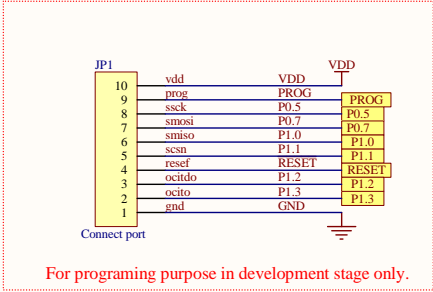 JP1 VDD
10 vdd VDD
9 prog PROG PROG
8 ssck P0.5 P0.5
7 smosi P0.7 P0.7
6 smiso P1.0 P1.0
5 scsn P1.1 P1.1
4 resef RESET RESET
3 ocitdo P1.2 P1.2
2 ocito P1.3 P1.3
1 gnd GND
Connect port
For programing purpose in development stage only.